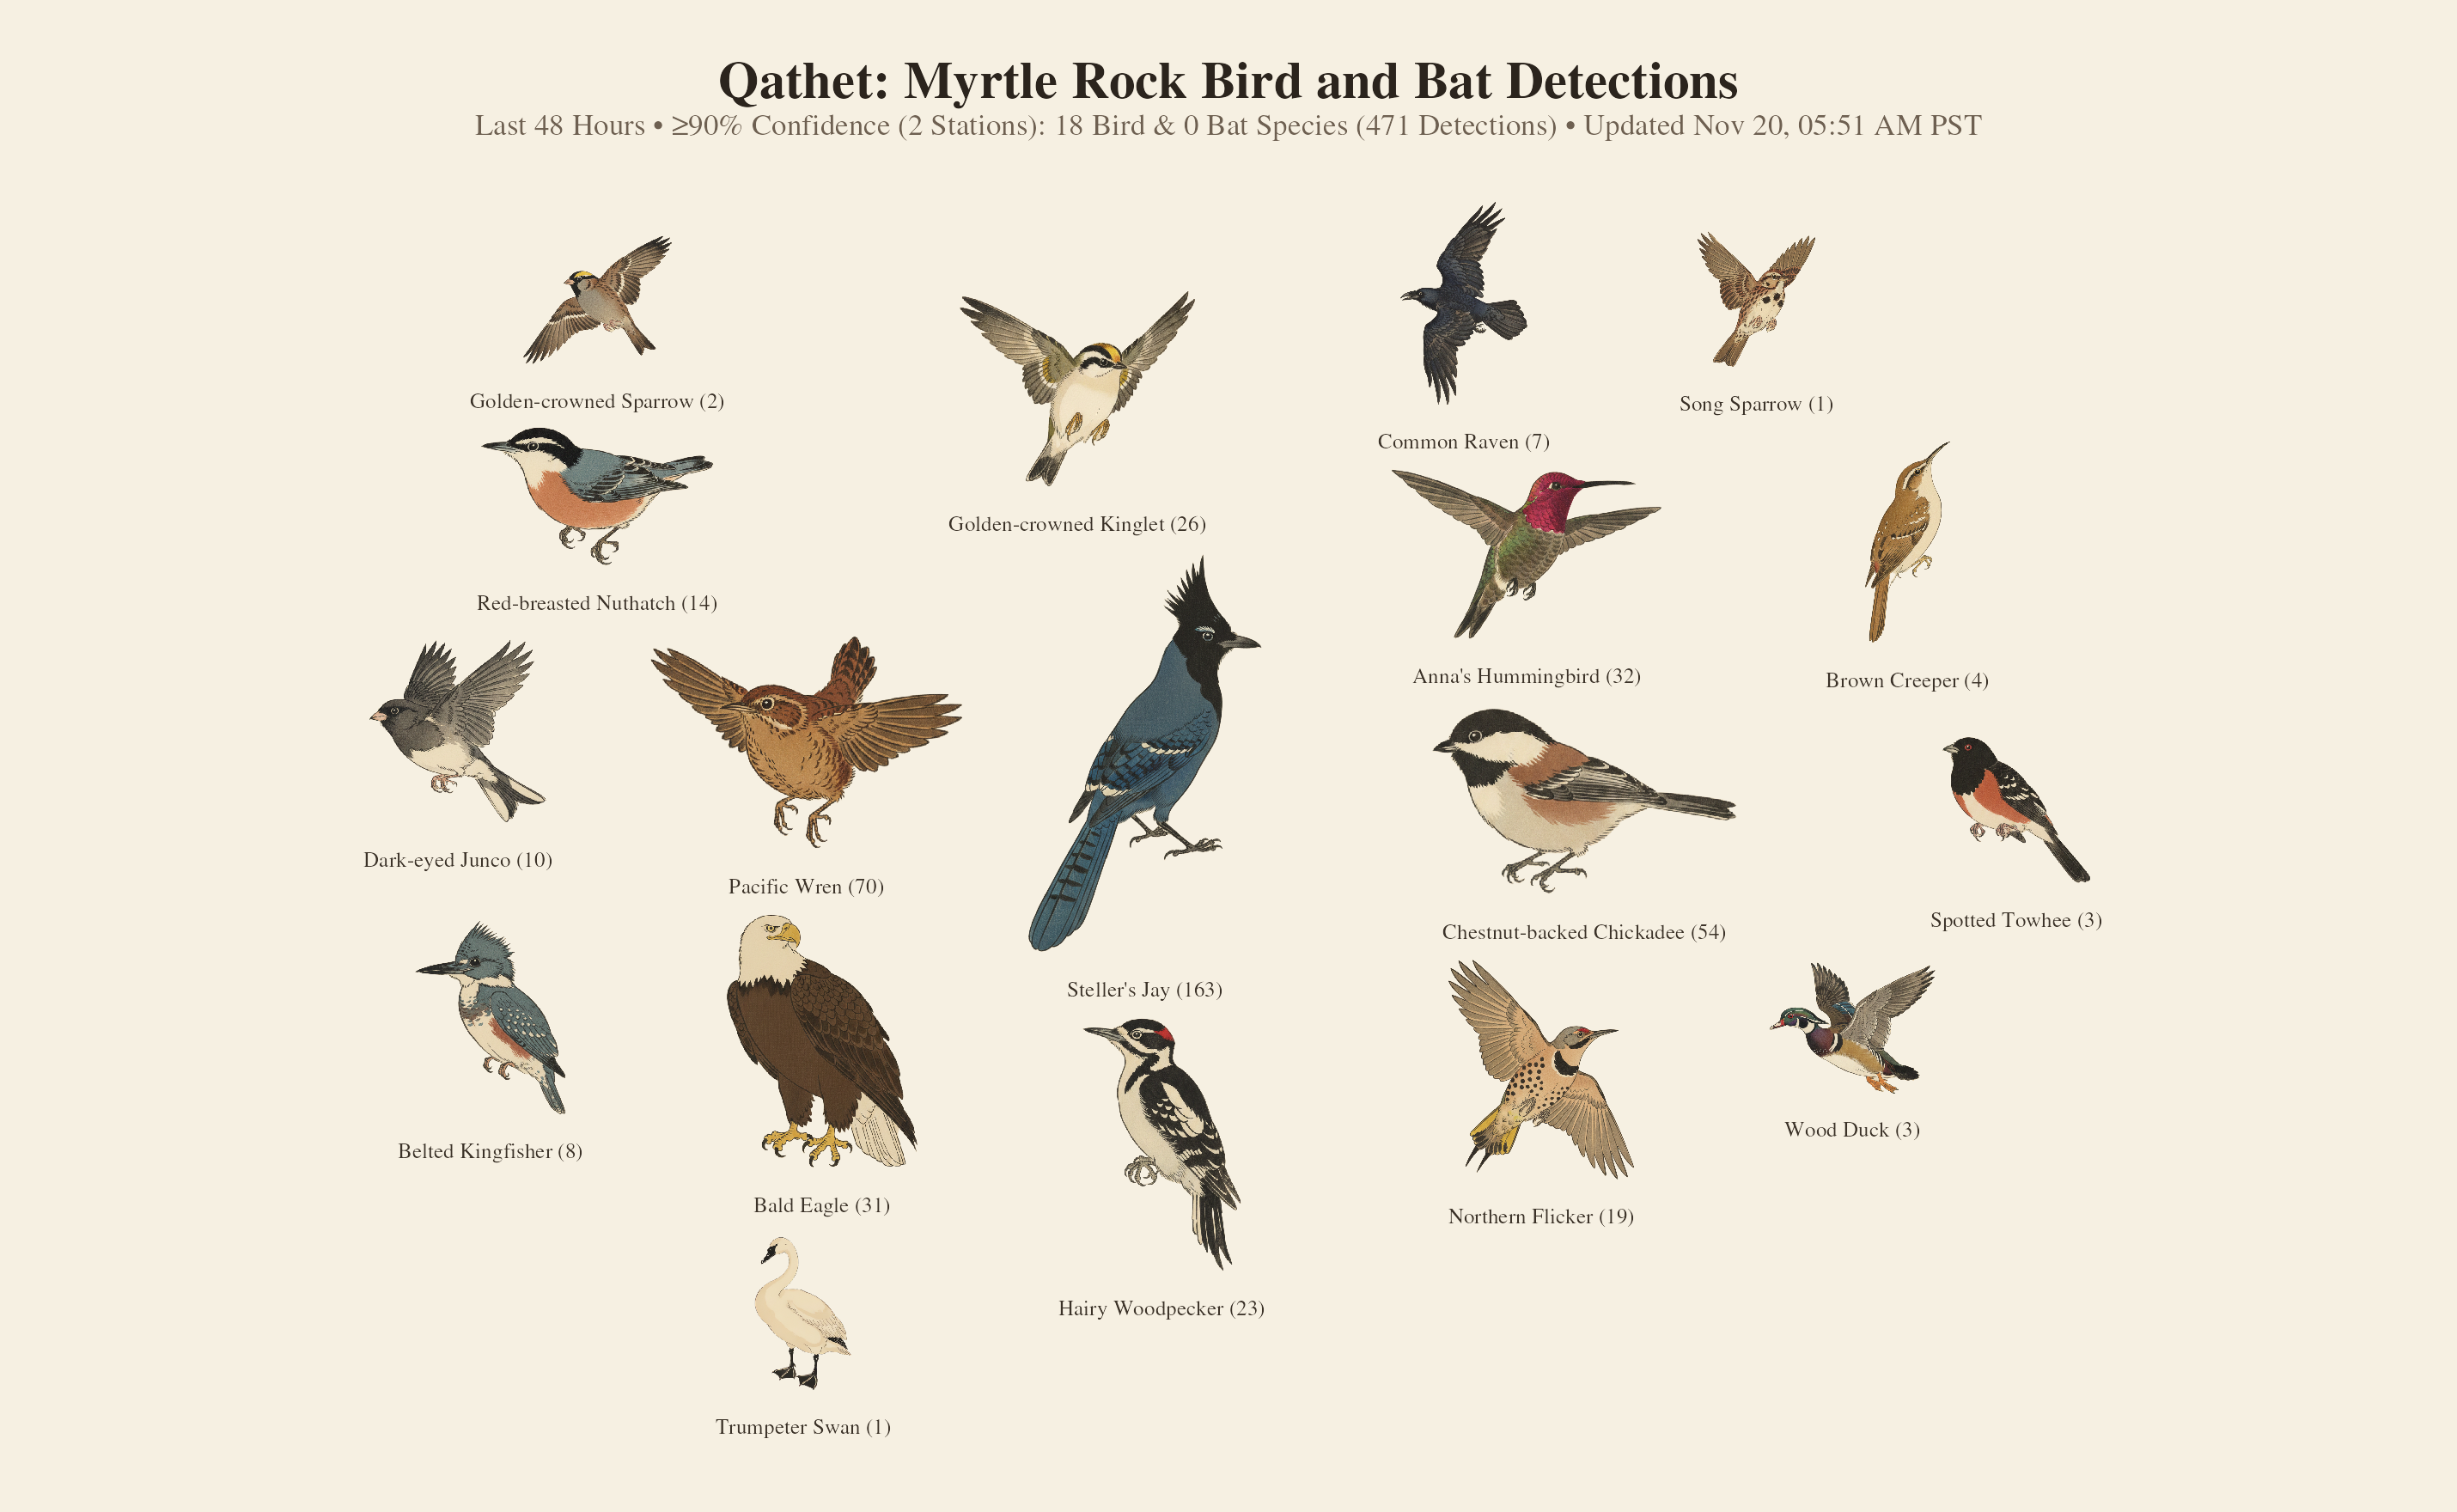 Qathet: Myrtle Rock Bird and Bat Detections
Last 48 Hours • ≥90% Confidence (2 Stations): 18 Bird & 0 Bat Species (471 Detections) • Updated Nov 20, 05:51 AM PST
Golden-crowned Sparrow (2)
Song Sparrow (1)
Common Raven (7)
Golden-crowned Kinglet (26)
Red-breasted Nuthatch (14)
Anna's Hummingbird (32)
Brown Creeper (4)
Dark-eyed Junco (10)
Pacific Wren (70)
Spotted Towhee (3)
Chestnut-backed Chickadee (54)
Steller's Jay (163)
Wood Duck (3)
Belted Kingfisher (8)
Bald Eagle (31)
Northern Flicker (19)
Hairy Woodpecker (23)
Trumpeter Swan (1)